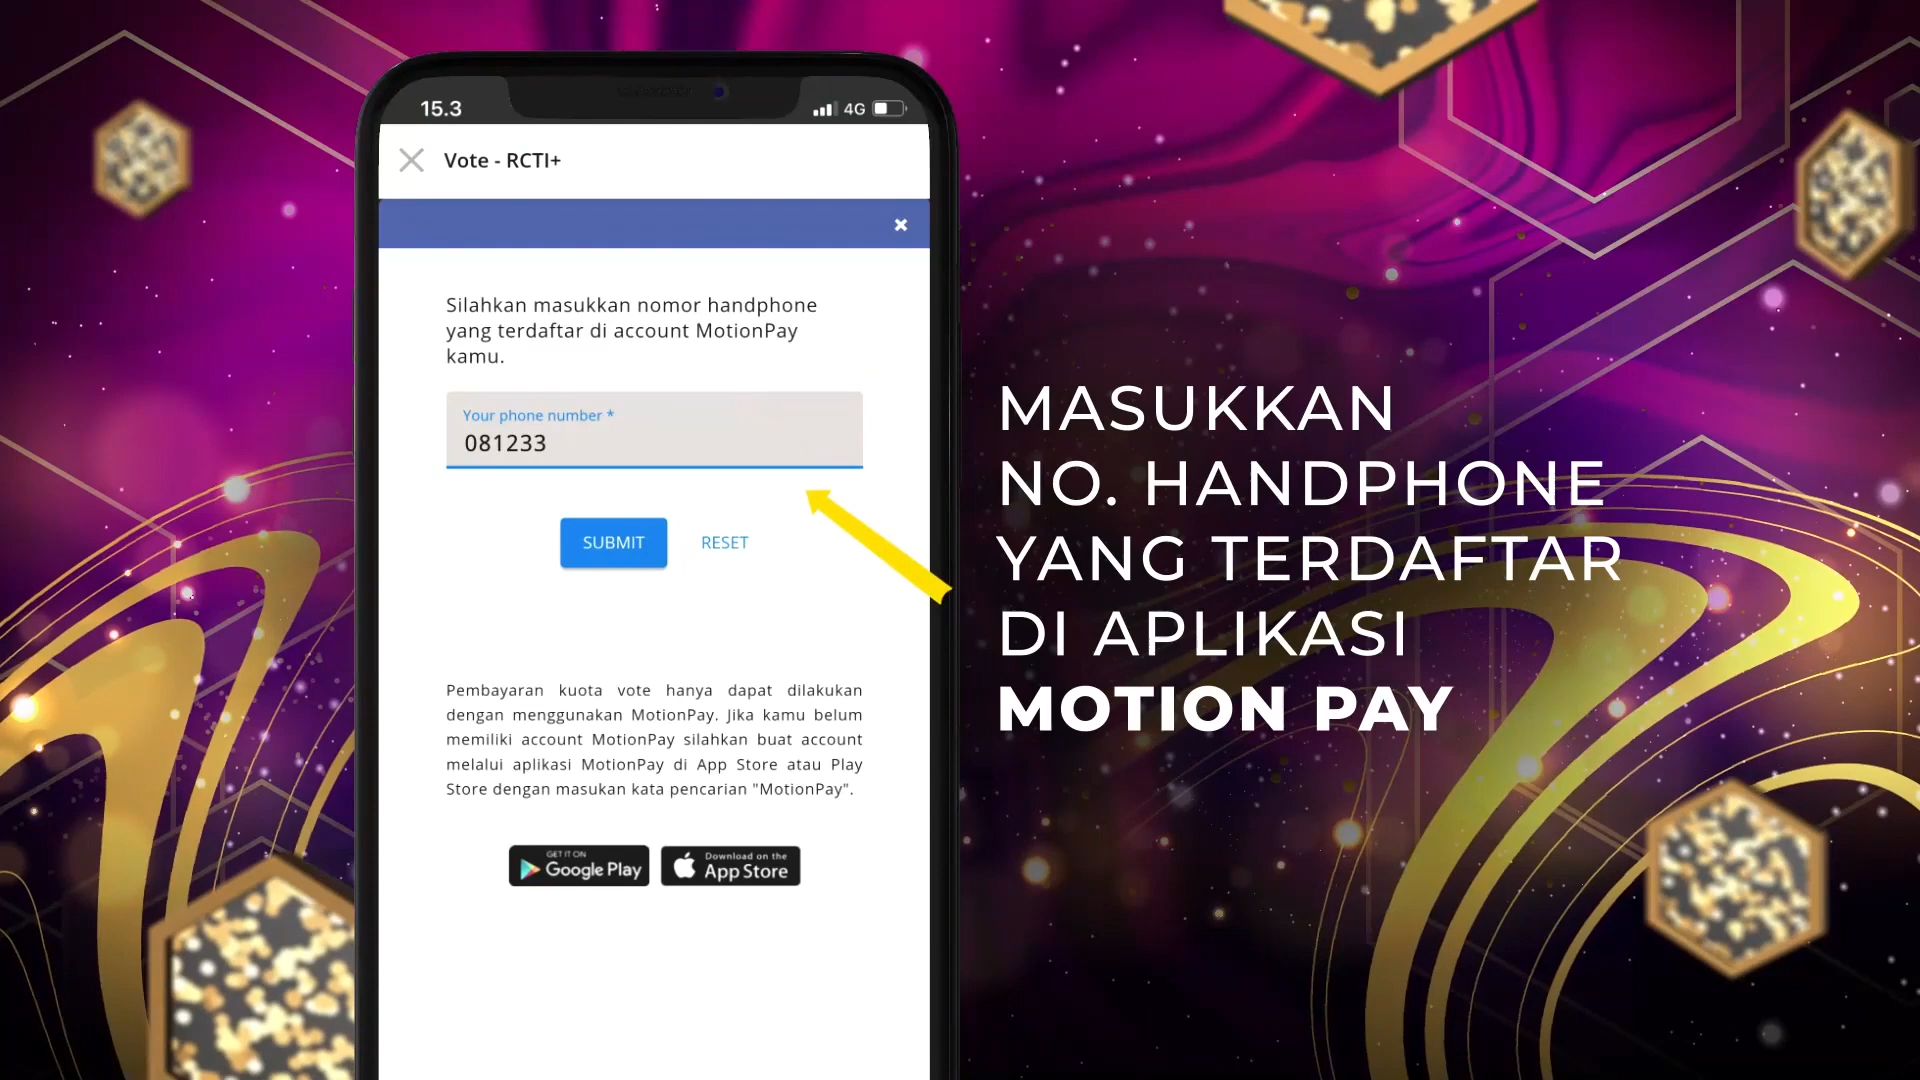 15.3
4G
Vote - RCTI+
Silahkan masukkan nomor handphone
yang terdaftar di account MotionPay
kamu.
Your phone number *
081233
SUBMIT
RESET
Pembayaran kuota vote hanya dapat dilakukan
dengan menggunakan MotionPay. Jika kamu belum
memiliki account MotionPay silahkan buat account
melalui aplikasi MotionPay di App Store atau Play
Store dengan masukan kata pencarian "MotionPay".
GET IT ON
Google Play
Download on the
App Store
MASUKKAN
NO. HANDPHONE
YANG TERDAFTAR
DI APLIKASI
MOTION PAY